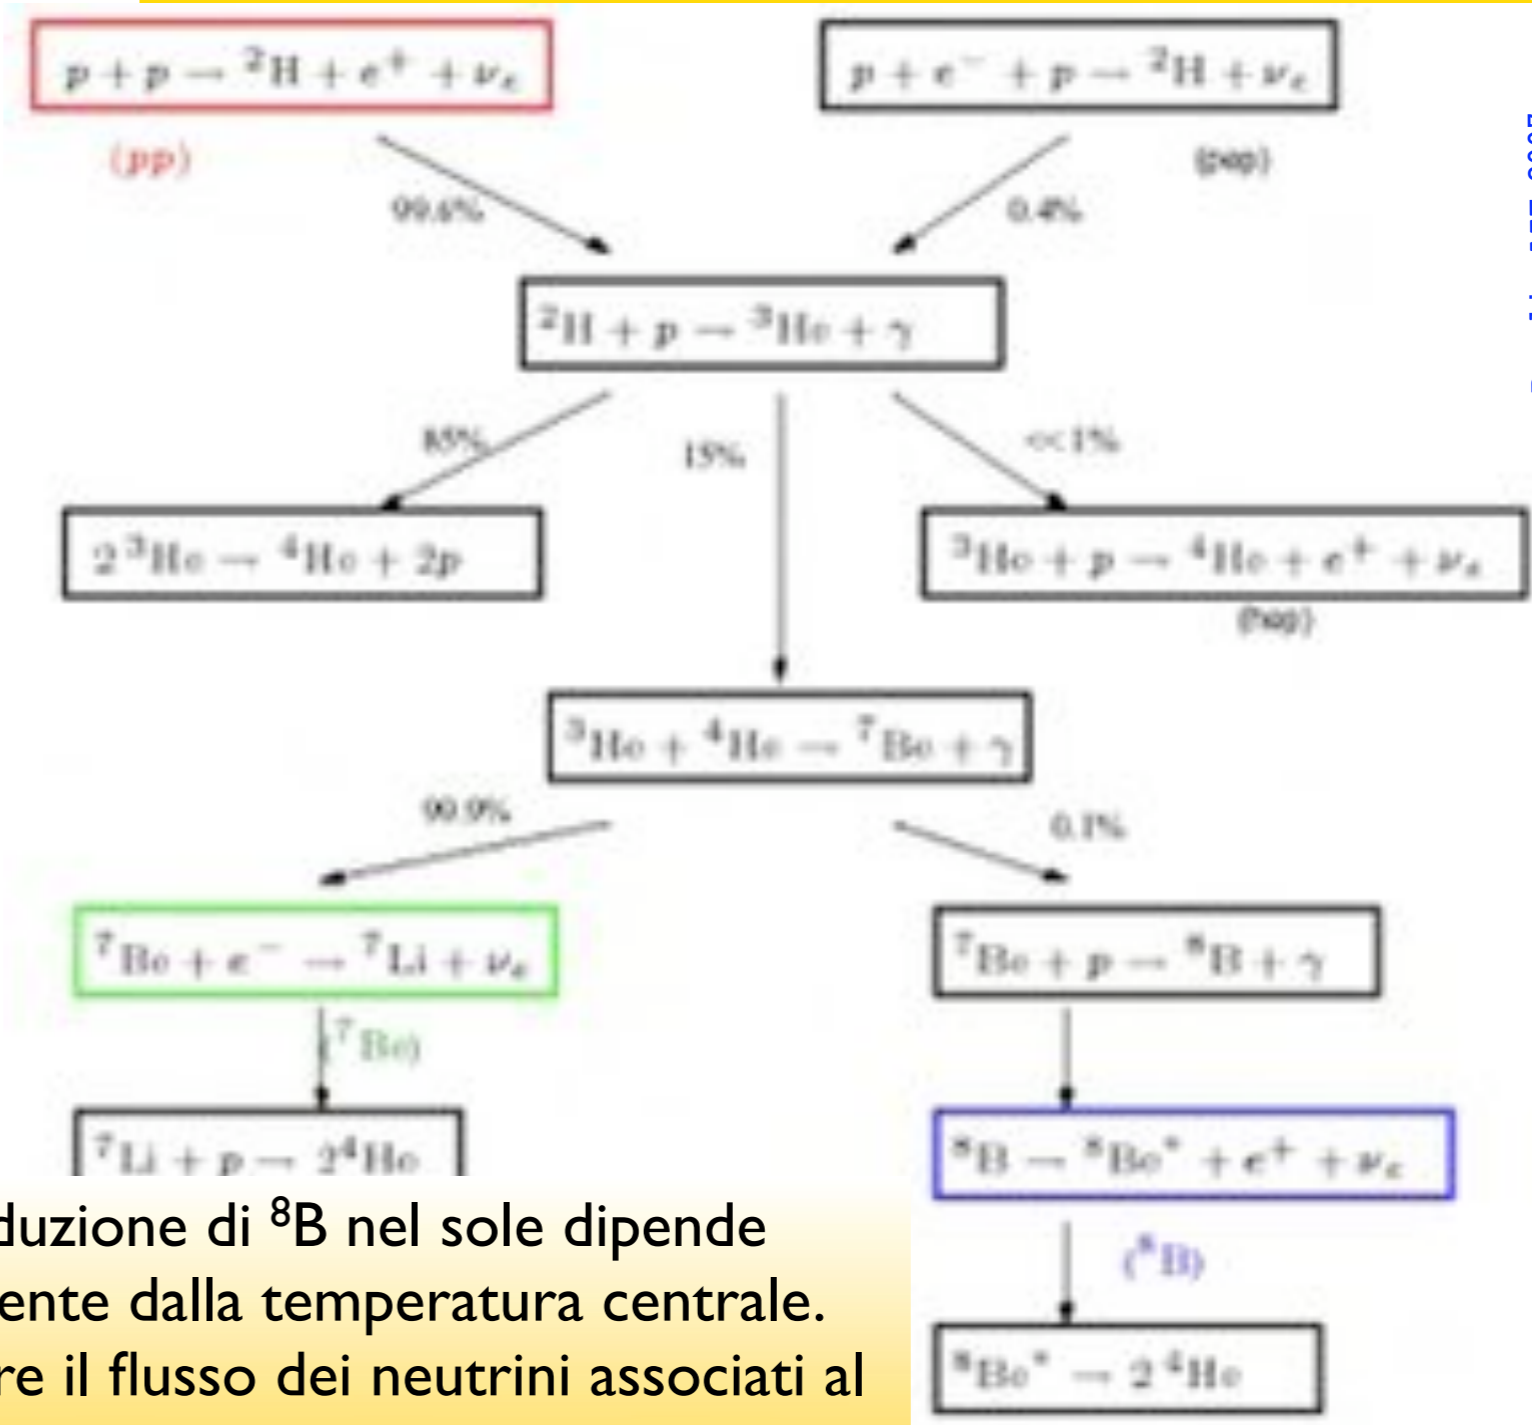 p + p → ²H + e⁺ + νₑ
p + e⁻ + p → ²H + νₑ
(pp)
(pep)
99.6%
0.4%
²H + p → ³He + γ
85%
15%
<<1%
2 ³He → ⁴He + 2p
³He + p → ⁴He + e⁺ + νₑ
(hep)
³He + ⁴He → ⁷Be + γ
99.9%
0.1%
⁷Be + e⁻ → ⁷Li + νₑ
⁷Be + p → ⁸B + γ
(⁷Be)
⁷Li + p → 2⁴He
⁸B → ⁸Be* + e⁺ + νₑ
(⁸B)
⁸Be* → 2 ⁴He
duzione di ⁸B nel sole dipende
ente dalla temperatura centrale.
re il flusso dei neutrini associati al